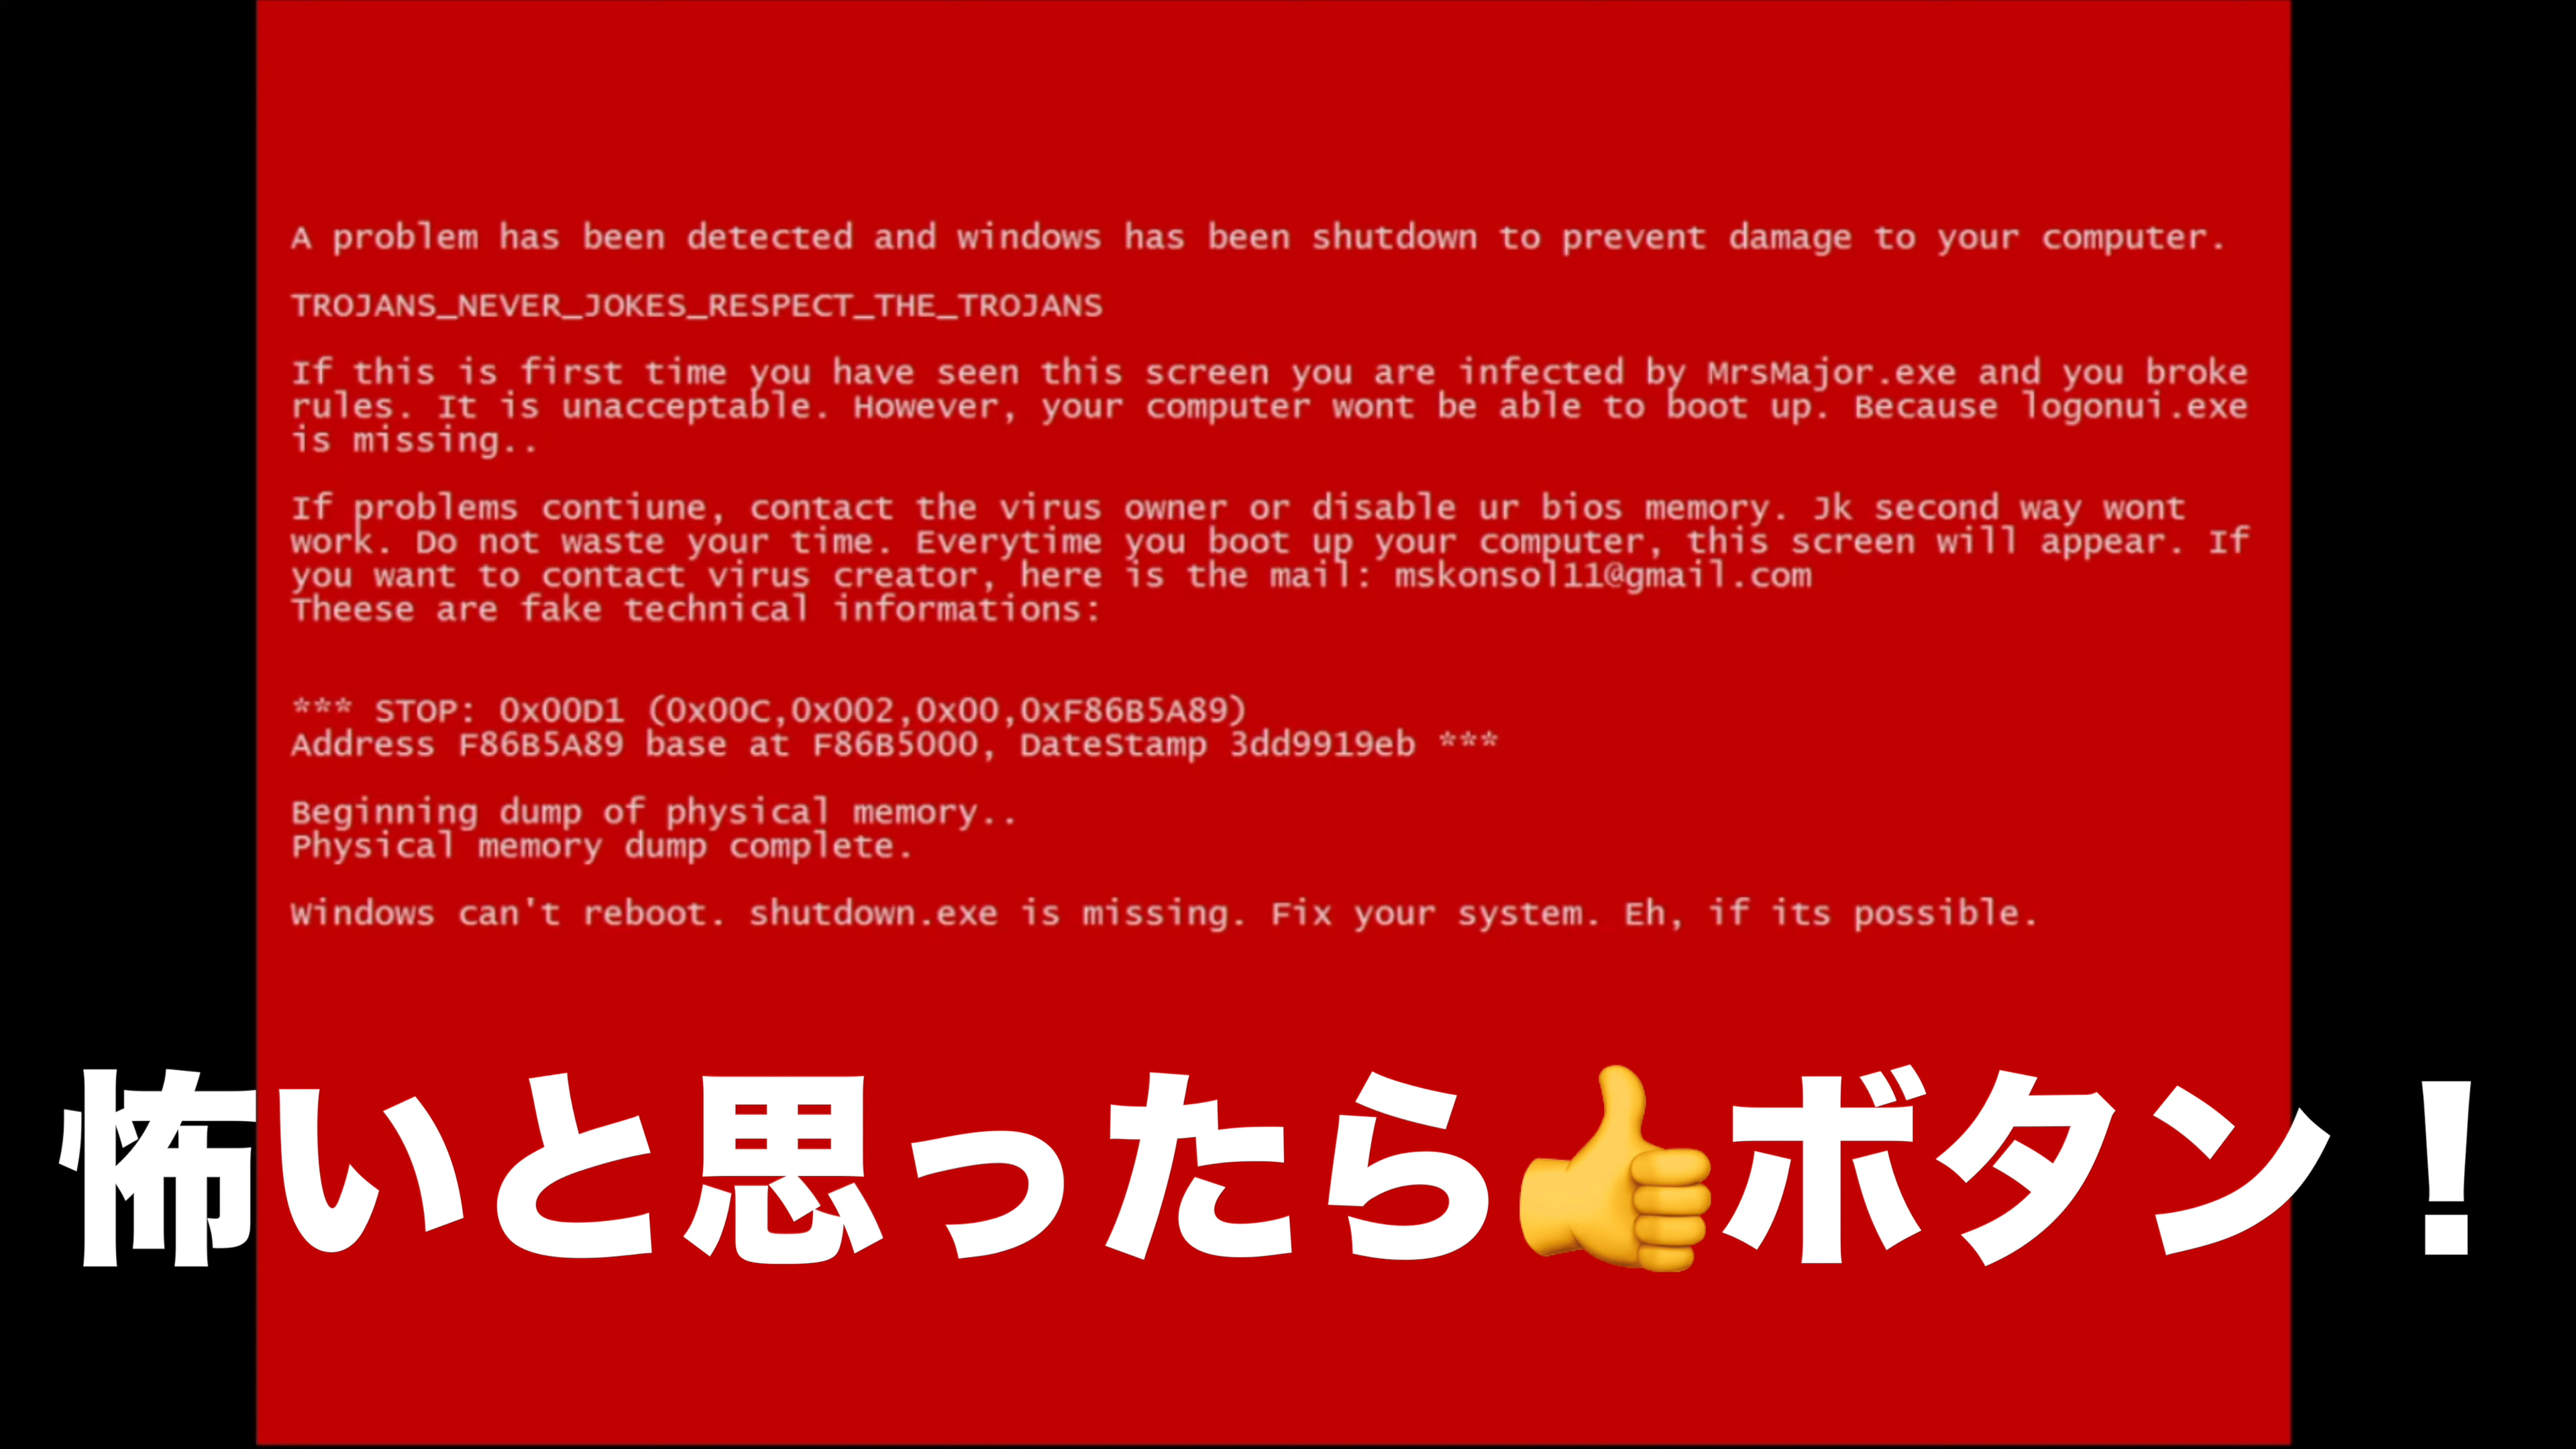 A problem has been detected and windows has been shutdown to prevent damage to your computer.
TROJANS_NEVER_JOKES_RESPECT_THE_TROJANS
If this is first time you have seen this screen you are infected by MrsMajor.exe and you broke
rules. It is unacceptable. However, your computer wont be able to boot up. Because logonui.exe
is missing..
If problems contiune, contact the virus owner or disable ur bios memory. Jk second way wont
work. Do not waste your time. Everytime you boot up your computer, this screen will appear. If
you want to contact virus creator, here is the mail: mskonsol11@gmail.com
Theese are fake technical informations:
*** STOP: 0x00D1 (0x00C,0x002,0x00,0xF86B5A89)
Address F86B5A89 base at F86B5000, DateStamp 3dd9919eb ***
Beginning dump of physical memory..
Physical memory dump complete.
Windows can't reboot. shutdown.exe is missing. Fix your system. Eh, if its possible.
怖いと思ったら👍ボタン！